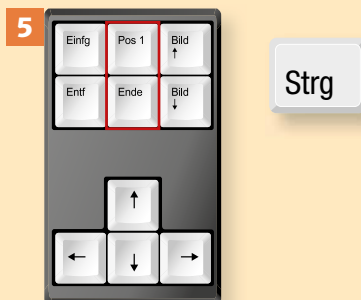 5
Einfg Pos 1 Bild ↑
Entf Ende Bild ↓
Strg
↑
← ↓ →